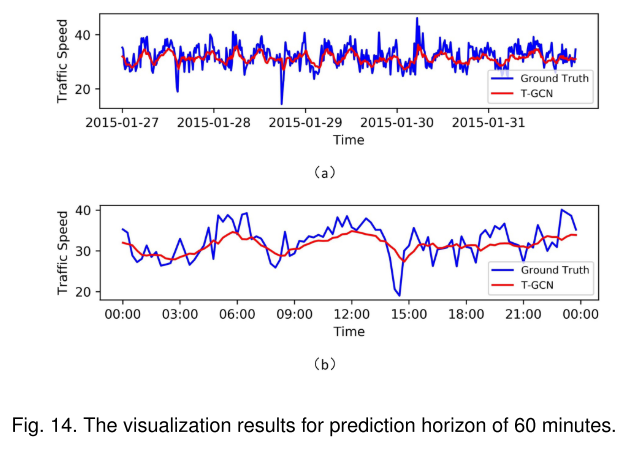 40
20
Traffic Speed
Ground Truth
T-GCN
2015-01-27 2015-01-28 2015-01-29 2015-01-30 2015-01-31
Time
（a）
40
30
20
Traffic Speed
Ground Truth
T-GCN
00:00 03:00 06:00 09:00 12:00 15:00 18:00 21:00 00:00
Time
（b）
Fig. 14. The visualization results for prediction horizon of 60 minutes.